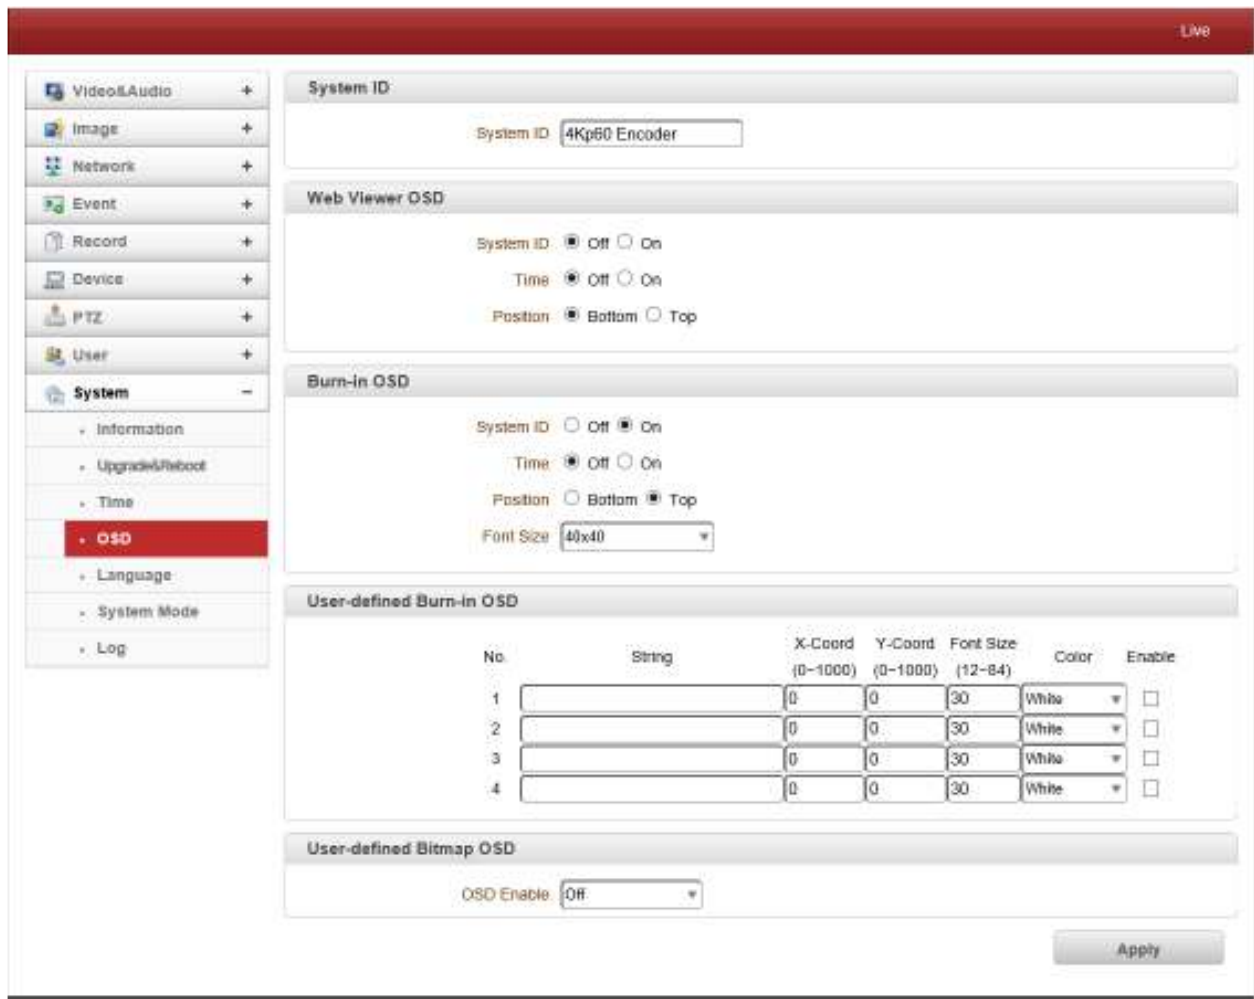 Live
Video&Audio +
Image +
Network +
Event +
Record +
Device +
PTZ +
User +
System −
Information
Upgrade&Reboot
Time
OSD
Language
System Mode
Log
System ID
System ID 4Kp60 Encoder
Web Viewer OSD
System ID Off On
Time Off On
Position Bottom Top
Burn-in OSD
System ID Off On
Time Off On
Position Bottom Top
Font Size 40x40
User-defined Burn-in OSD
No. String X-Coord (0~1000) Y-Coord (0~1000) Font Size (12~84) Color Enable
1 0 0 30 White
2 0 0 30 White
3 0 0 30 White
4 0 0 30 White
User-defined Bitmap OSD
OSD Enable Off
Apply